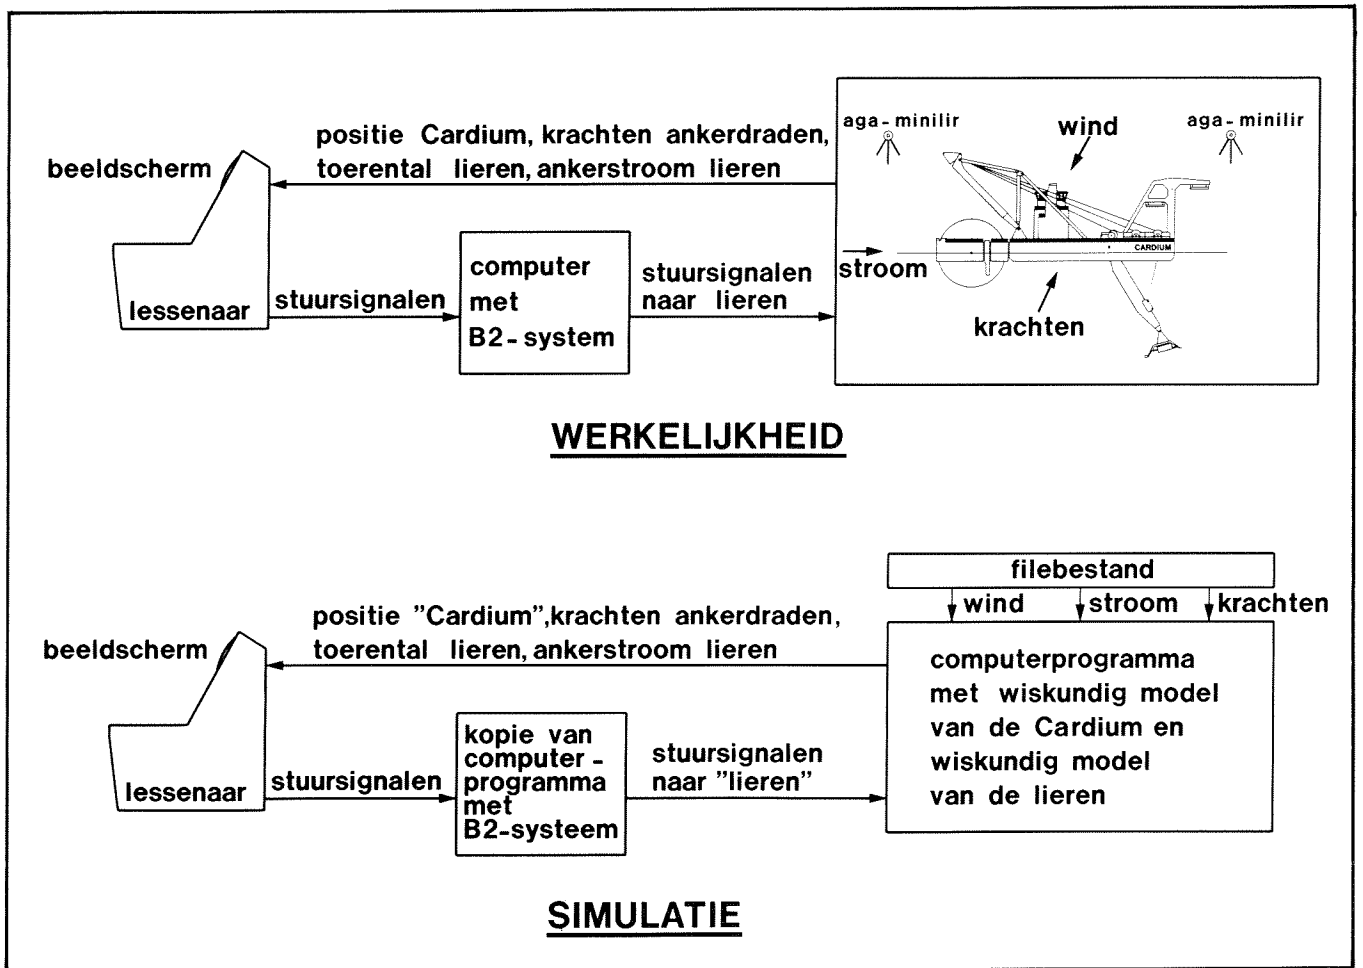 aga - minilir
wind
aga - minilir
positie Cardium, krachten ankerdraden,
toerental lieren, ankerstroom lieren
beeldscherm
lessenaar
stuursignalen
computer
met
B2 - system
stuursignalen
naar lieren
stroom
CARDIUM
krachten
WERKELIJKHEID
filebestand
wind
stroom
krachten
positie "Cardium", krachten ankerdraden,
toerental lieren, ankerstroom lieren
beeldscherm
lessenaar
stuursignalen
kopie van
computer -
programma
met
B2-systeem
stuursignalen
naar "lieren"
computerprogramma
met wiskundig model
van de Cardium en
wiskundig model
van de lieren
SIMULATIE